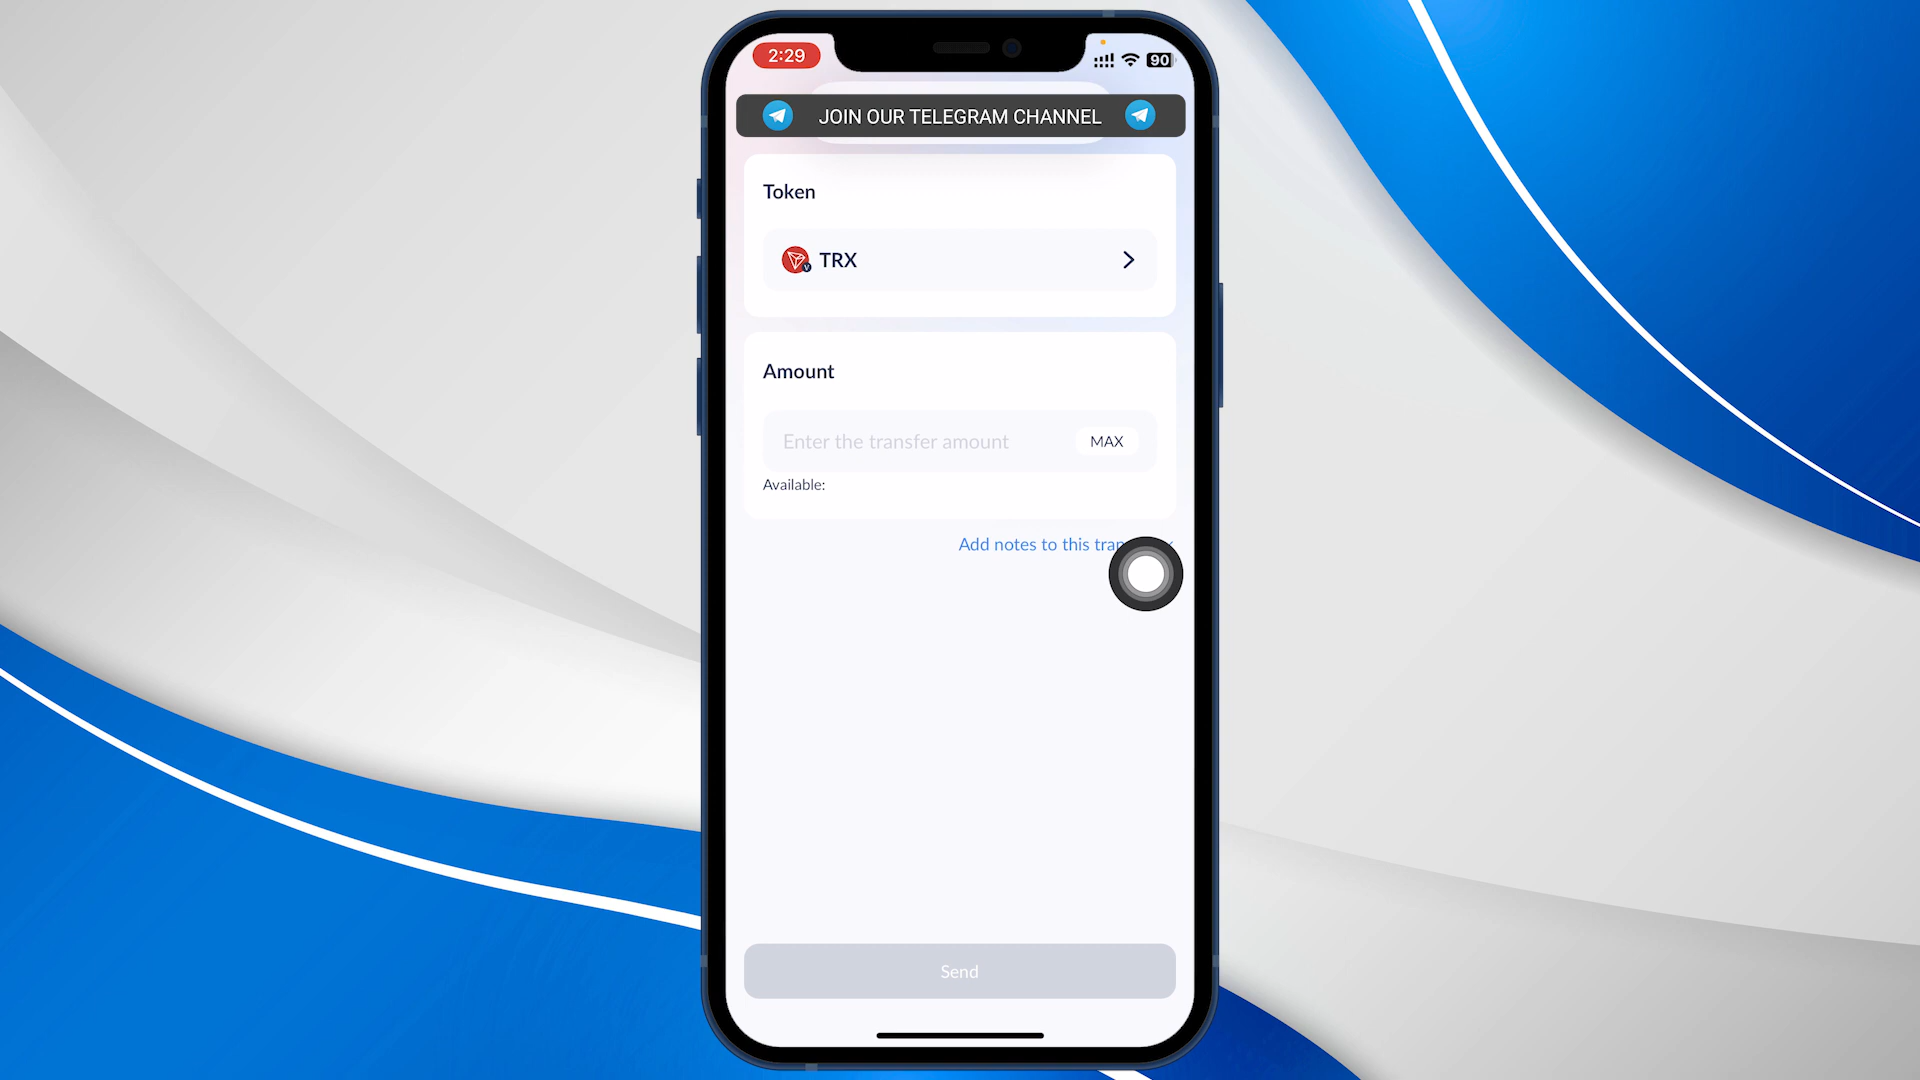 2:29
90
JOIN OUR TELEGRAM CHANNEL
Token
TRX
Amount
Enter the transfer amount
MAX
Available:
Add notes to this
Send